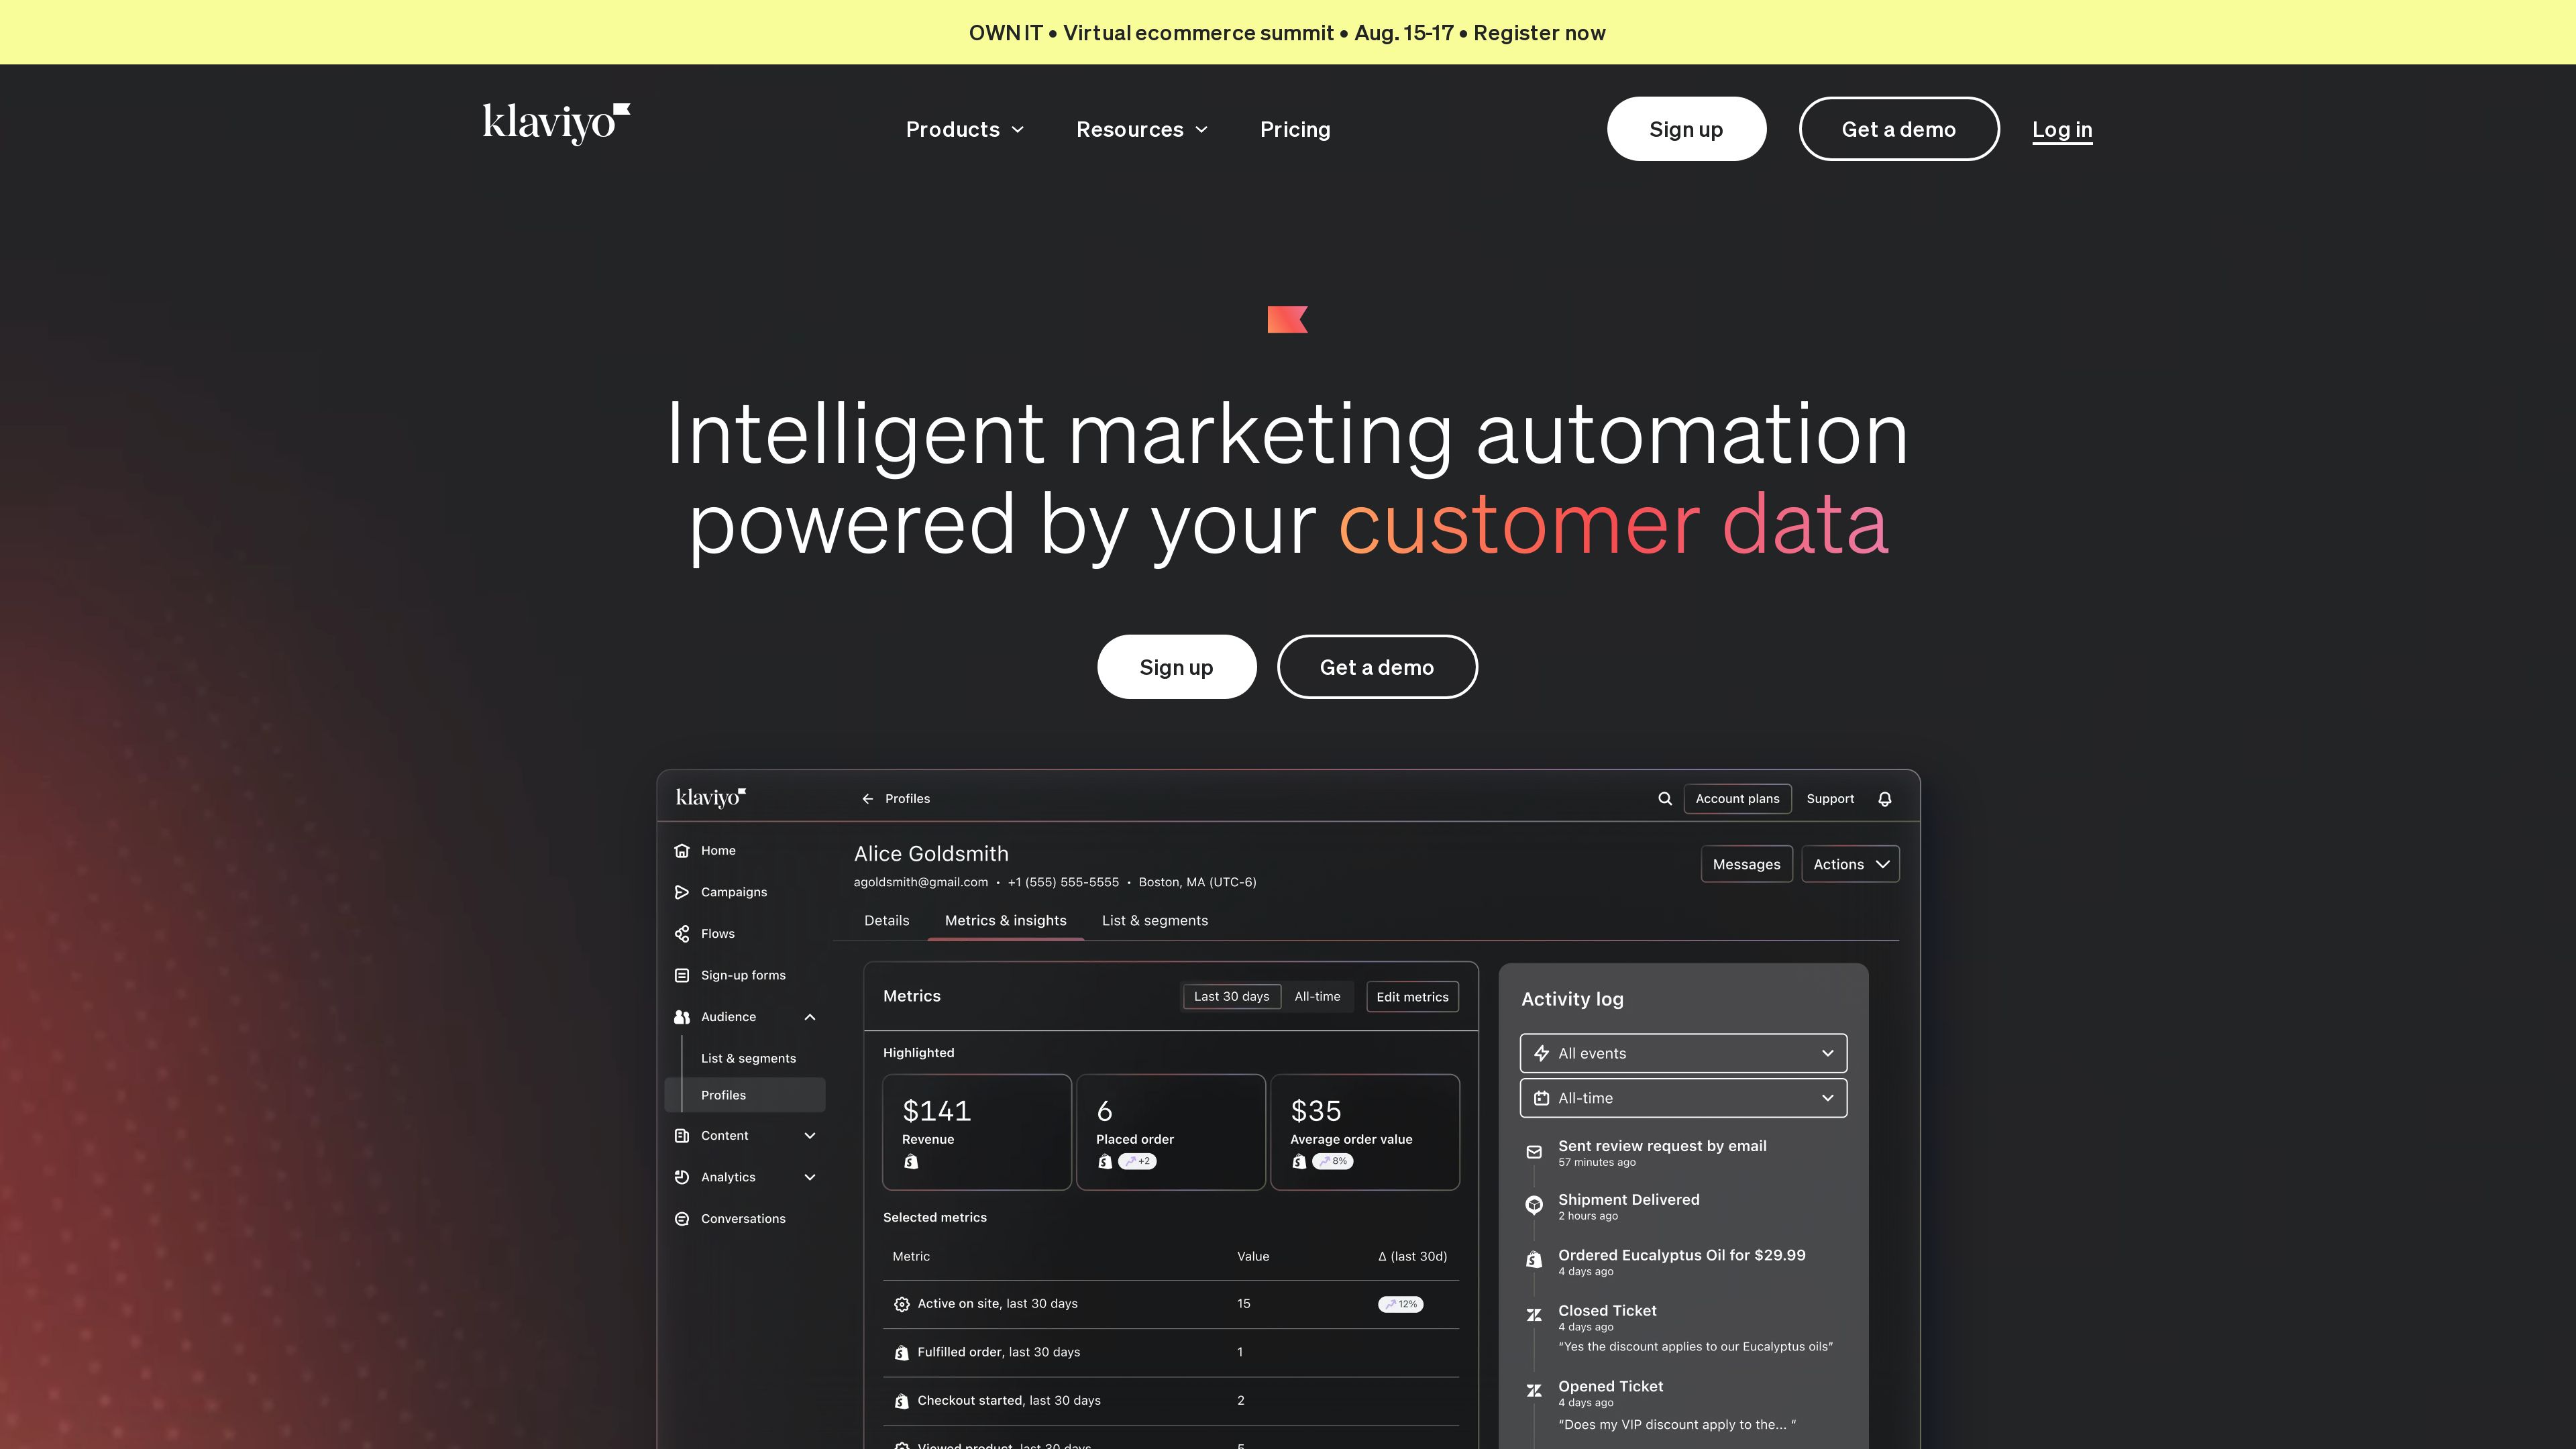 OWN IT • Virtual ecommerce summit • Aug. 15-17 • Register now
klaviyo
Products
Resources
Pricing
Sign up
Get a demo
Log in
Intelligent marketing automation
powered by your customer data
Sign up
Get a demo
klaviyo
Profiles
Account plans
Support
Home
Campaigns
Flows
Sign-up forms
Audience
List & segments
Profiles
Content
Analytics
Conversations
Alice Goldsmith
Messages
Actions
agoldsmith@gmail.com • +1 (555) 555-5555 • Boston, MA (UTC-6)
Details
Metrics & insights
List & segments
Metrics
Last 30 days
All-time
Edit metrics
Highlighted
$141
Revenue
6
Placed order
+2
$35
Average order value
8%
Selected metrics
Metric Value Δ (last 30d)
Active on site, last 30 days 15 12%
Fulfilled order, last 30 days 1
Checkout started, last 30 days 2
Viewed product, last 30 days 5
Activity log
All events
All-time
Sent review request by email
57 minutes ago
Shipment Delivered
2 hours ago
Ordered Eucalyptus Oil for $29.99
4 days ago
Closed Ticket
4 days ago
“Yes the discount applies to our Eucalyptus oils”
Opened Ticket
4 days ago
“Does my VIP discount apply to the... “